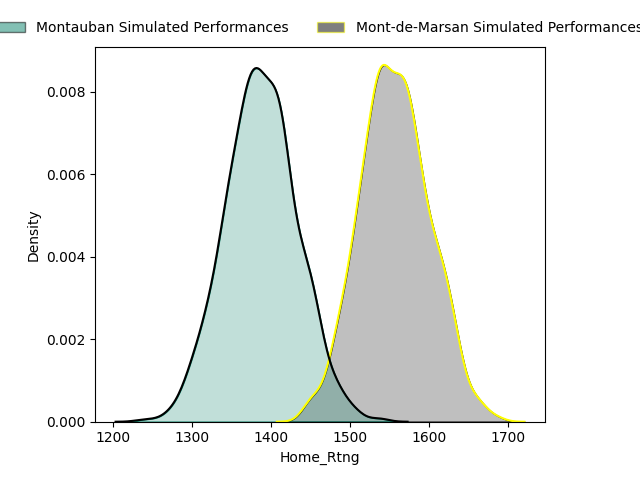 Montauban Simulated Performances Mont-de-Marsan Simulated Performances
0.008
0.006
0.004
0.002
0.000
Density
1200 1300 1400 1500 1600 1700
Home_Rtng